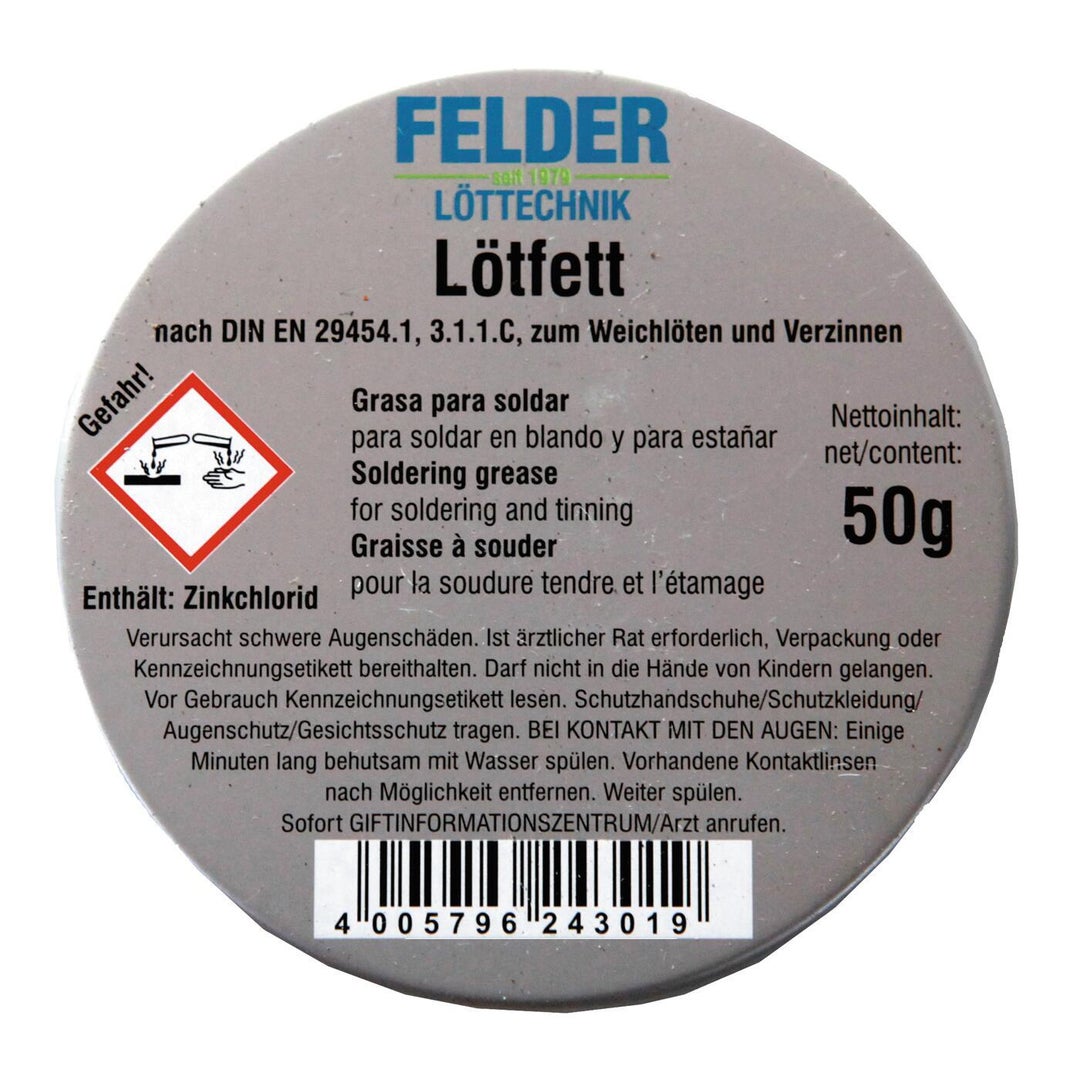 FELDER
seit 1979
LÖTTECHNIK
Lötfett
nach DIN EN 29454.1, 3.1.1.C, zum Weichlöten und Verzinnen
Gefahr!
Grasa para soldar
para soldar en blando y para estañar
Soldering grease
for soldering and tinning
Graisse à souder
pour la soudure tendre et l'étamage
Nettoinhalt:
net/content:
50g
Enthält: Zinkchlorid
Verursacht schwere Augenschäden. Ist ärztlicher Rat erforderlich, Verpackung oder
Kennzeichnungsetikett bereithalten. Darf nicht in die Hände von Kindern gelangen.
Vor Gebrauch Kennzeichnungsetikett lesen. Schutzhandschuhe/Schutzkleidung/
Augenschutz/Gesichtsschutz tragen. BEI KONTAKT MIT DEN AUGEN: Einige
Minuten lang behutsam mit Wasser spülen. Vorhandene Kontaktlinsen
nach Möglichkeit entfernen. Weiter spülen.
Sofort GIFTINFORMATIONSZENTRUM/Arzt anrufen.
4 005796 243019